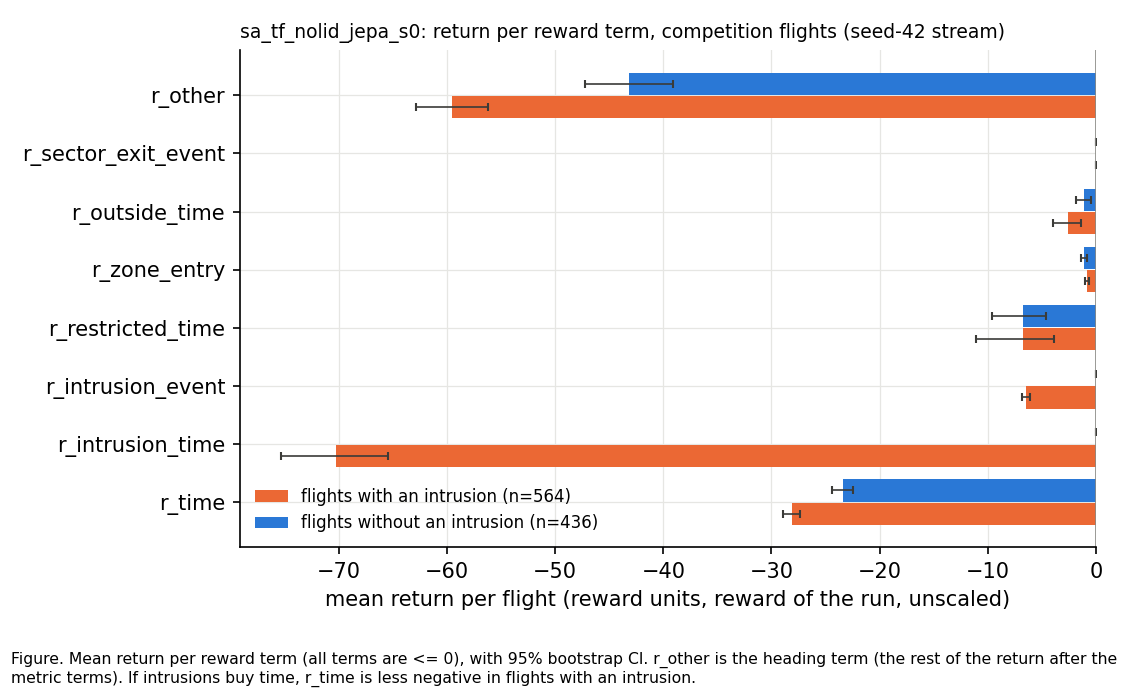 sa_tf_nolid_jepa_s0: return per reward term, competition flights (seed-42 stream)
r_other
r_sector_exit_event
r_outside_time
r_zone_entry
r_restricted_time
r_intrusion_event
r_intrusion_time
r_time
flights with an intrusion (n=564)
flights without an intrusion (n=436)
−70 −60 −50 −40 −30 −20 −10 0
mean return per flight (reward units, reward of the run, unscaled)
Figure. Mean return per reward term (all terms are <= 0), with 95% bootstrap CI. r_other is the heading term (the rest of the return after the
metric terms). If intrusions buy time, r_time is less negative in flights with an intrusion.